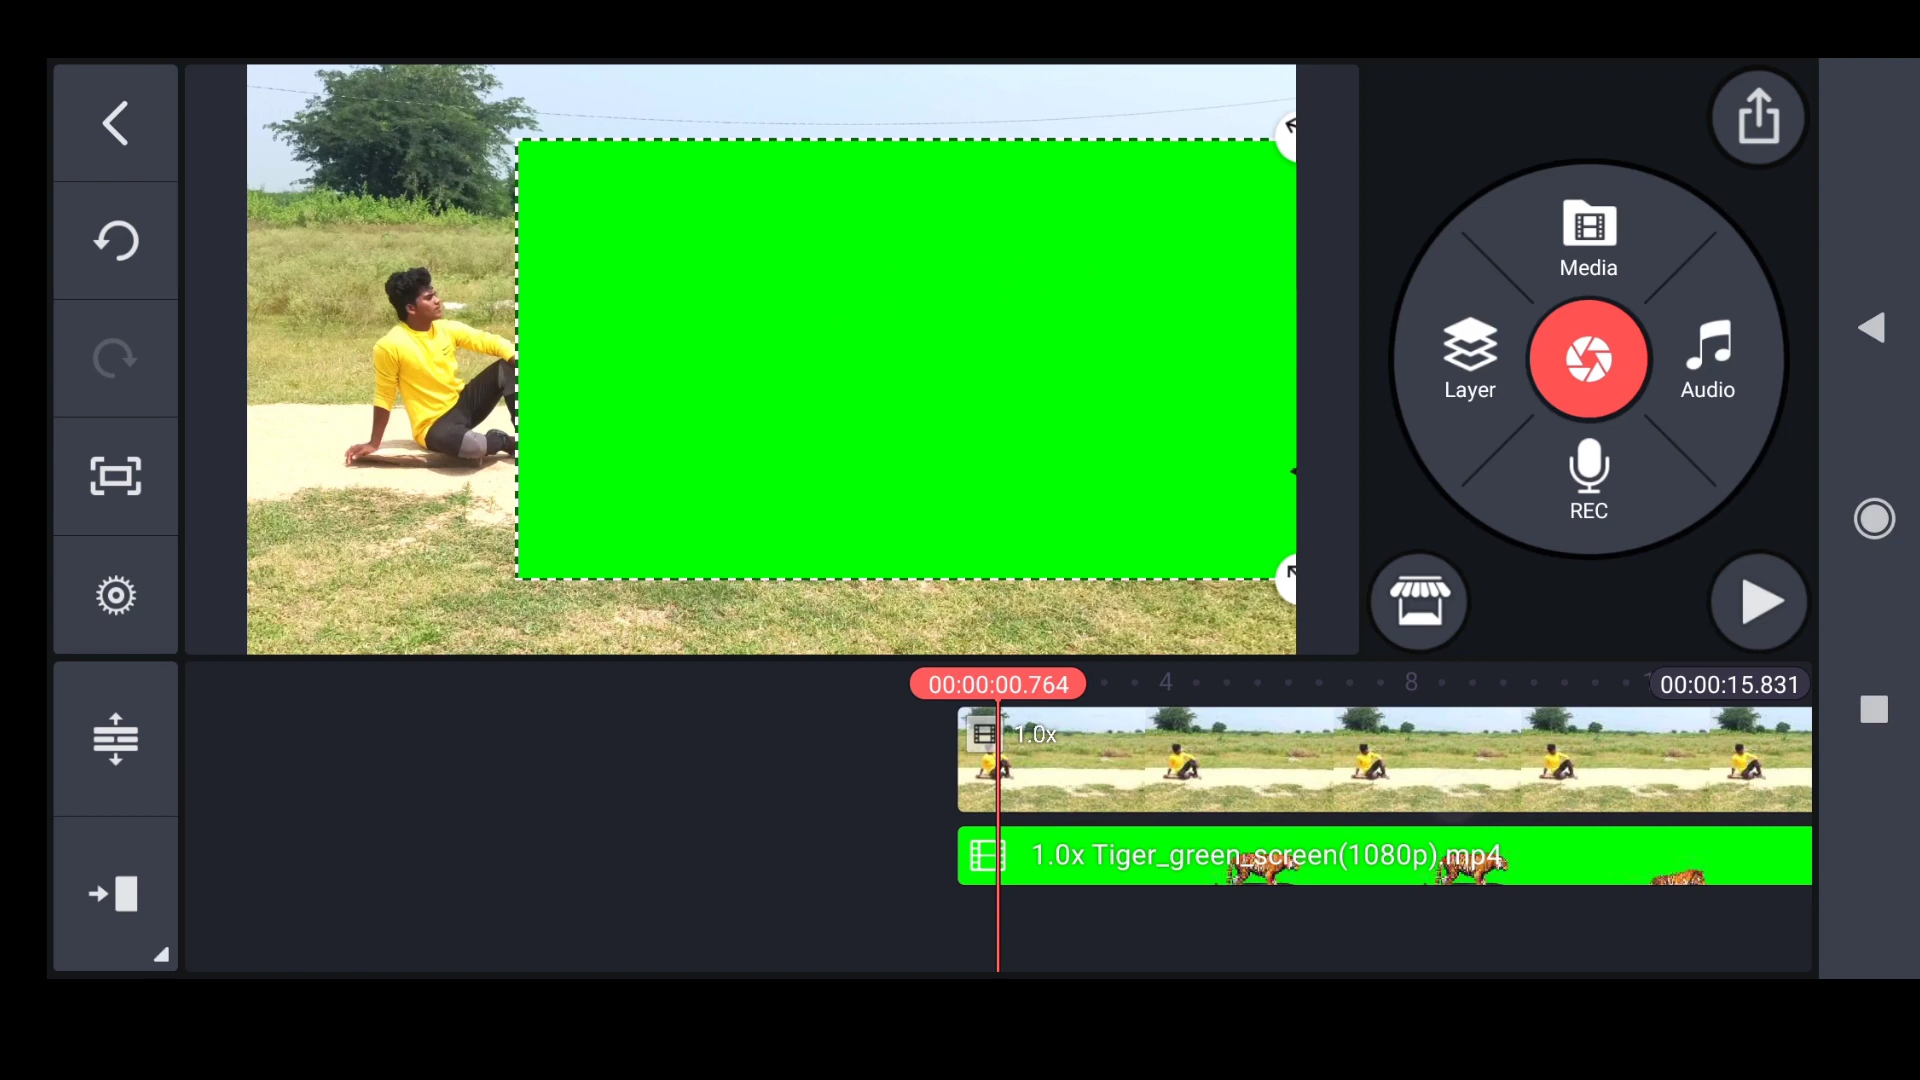 Media
Layer
Audio
REC
00:00:00.764
4
8
00:00:15.831
1.0x
1.0x Tiger_green_screen(1080p).mp4